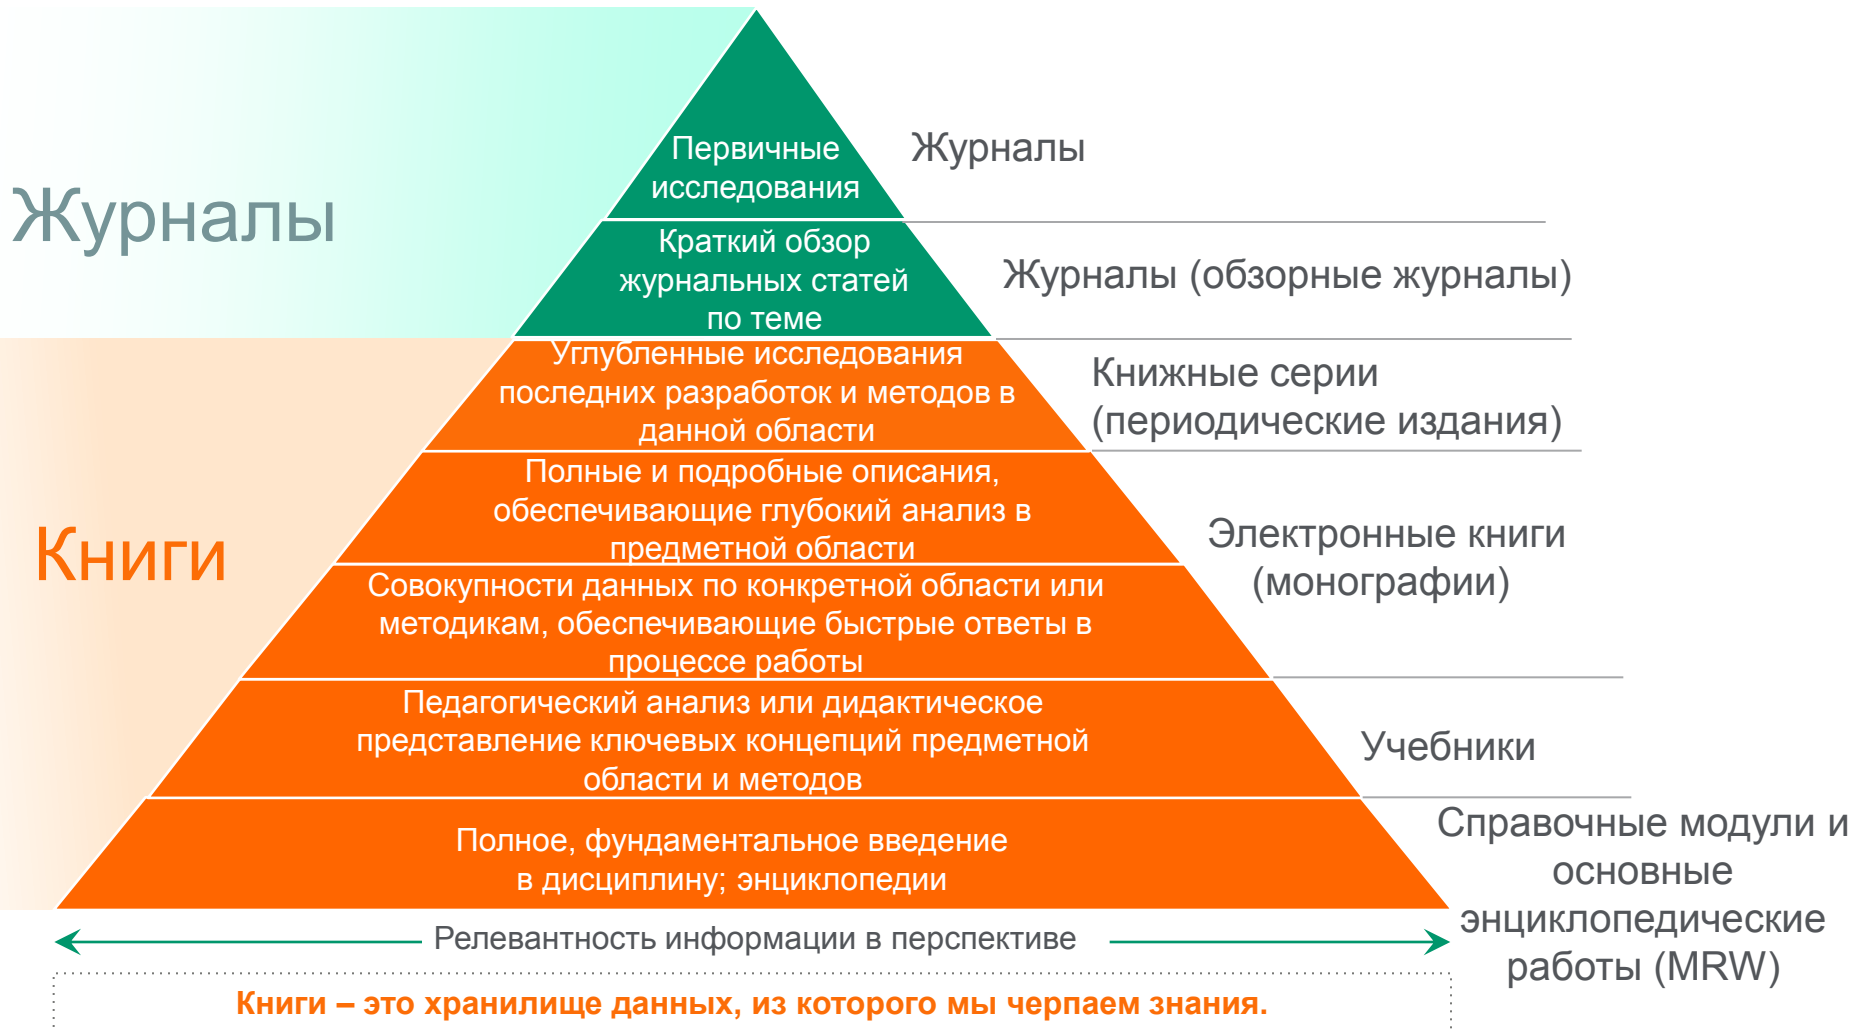 Журналы
Книги
Первичные
исследования
Журналы
Краткий обзор
журнальных статей
по теме
Журналы (обзорные журналы)
Углубленные исследования
последних разработок и методов в
данной области
Книжные серии
(периодические издания)
Полные и подробные описания,
обеспечивающие глубокий анализ в
предметной области
Электронные книги
(монографии)
Совокупности данных по конкретной области или
методикам, обеспечивающие быстрые ответы в
процессе работы
Педагогический анализ или дидактическое
представление ключевых концепций предметной
области и методов
Учебники
Полное, фундаментальное введение
в дисциплину; энциклопедии
Справочные модули и
основные
энциклопедические
работы (MRW)
Релевантность информации в перспективе
Книги – это хранилище данных, из которого мы черпаем знания.